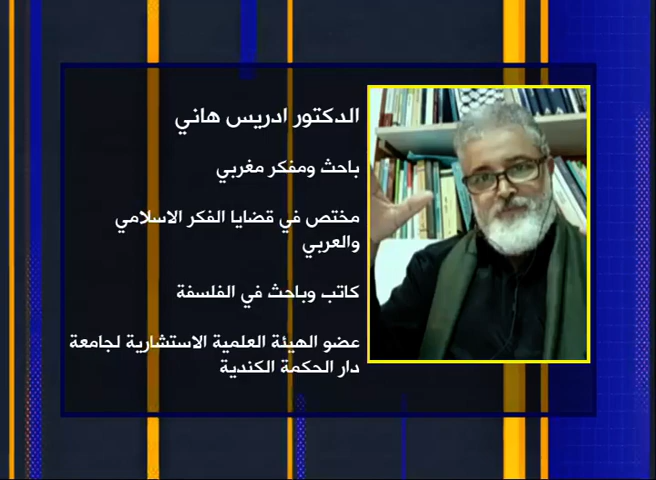 الدكتور ادريس هاني
باحث ومفكر مغربي
مختص في قضايا الفكر الاسلامي
والعربي
كاتب وباحث في الفلسفة
عضو الهيئة العلمية الاستشارية لجامعة
دار الحكمة الكندية